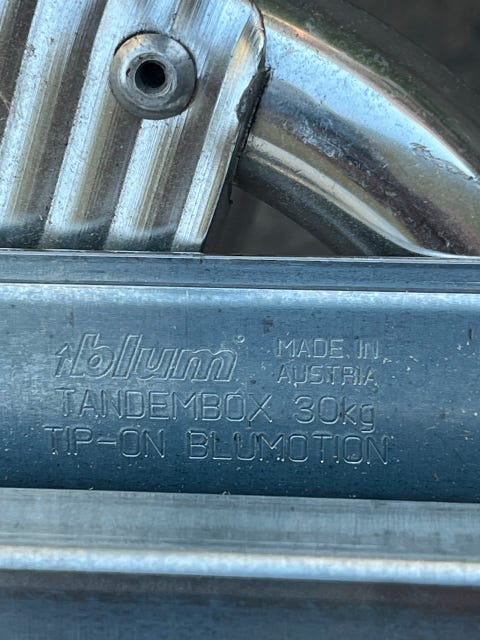 blum
MADE IN
AUSTRIA
TANDEMBOX 30kg
TIP-ON BLUMOTION